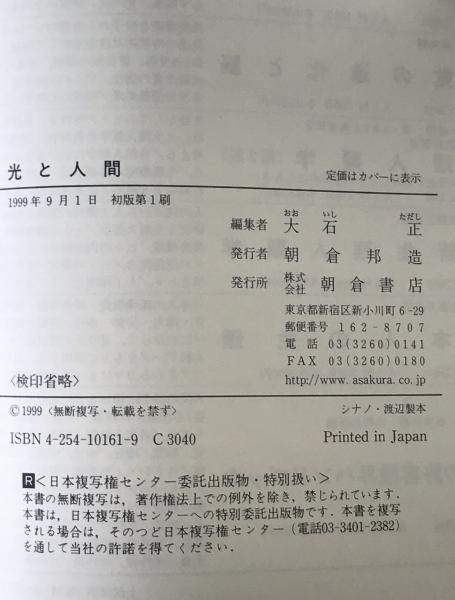 光と人間
定価はカバーに表示
1999年9月1日 初版第1刷
おお いし ただし
編集者 大石 正
発行者 朝倉邦造
発行所 株式会社 朝倉書店
東京都新宿区新小川町6-29
郵便番号 162-8707
電話 03(3260)0141
FAX 03(3260)0180
http://www.asakura.co.jp
〈検印省略〉
©1999〈無断複写・転載を禁ず〉
シナノ・渡辺製本
ISBN 4-254-10161-9 C 3040
Printed in Japan
R<日本複写権センター委託出版物・特別扱い>
本書の無断複写は，著作権法上での例外を除き，禁じられています．
本書は，日本複写権センターへの特別委託出版物です．本書を複写
される場合は，そのつど日本複写権センター（電話03-3401-2382）
を通して当社の許諾を得てください．